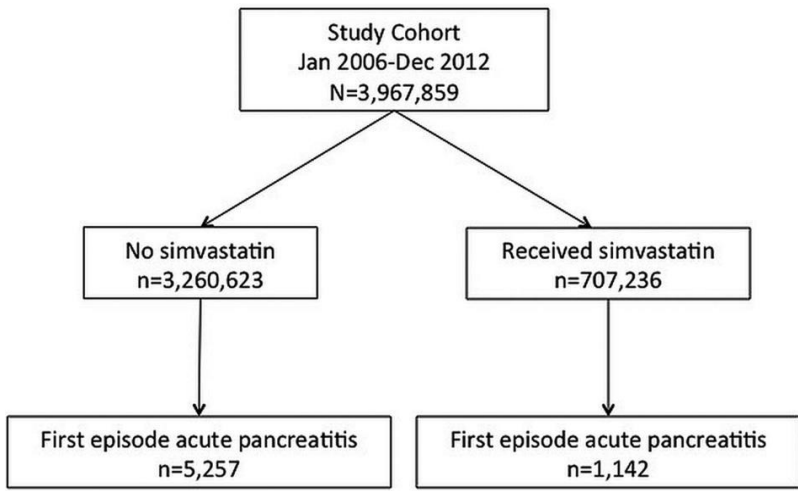 Study Cohort
Jan 2006-Dec 2012
N=3,967,859
No simvastatin
n=3,260,623
Received simvastatin
n=707,236
First episode acute pancreatitis
n=5,257
First episode acute pancreatitis
n=1,142